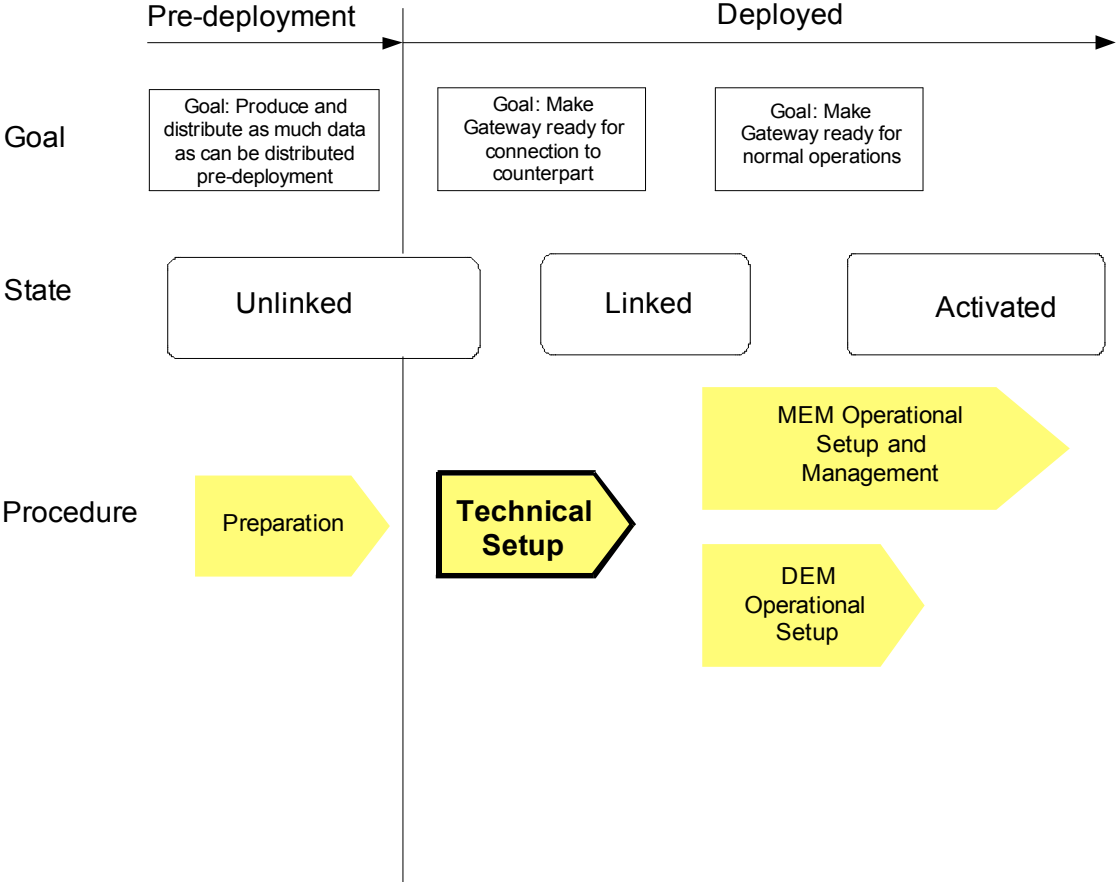 Pre-deployment
Deployed
Goal
Goal: Produce and
distribute as much data
as can be distributed
pre-deployment
Goal: Make
Gateway ready for
connection to
counterpart
Goal: Make
Gateway ready for
normal operations
State
Unlinked
Linked
Activated
Procedure
Preparation
Technical
Setup
MEM Operational
Setup and
Management
DEM
Operational
Setup